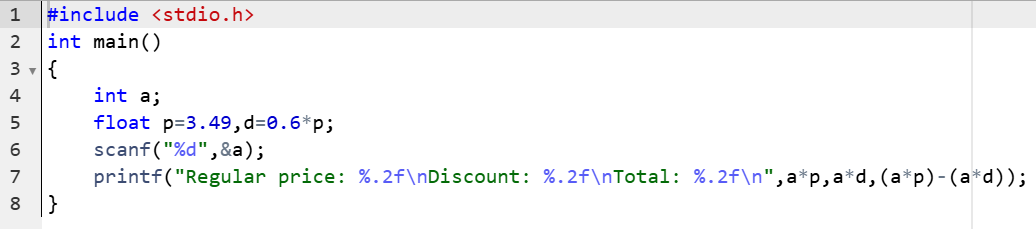 1 #include <stdio.h>
2 int main()
3 {
4     int a;
5     float p=3.49,d=0.6*p;
6     scanf("%d",&a);
7     printf("Regular price: %.2f\nDiscount: %.2f\nTotal: %.2f\n",a*p,a*d,(a*p)-(a*d));
8 }